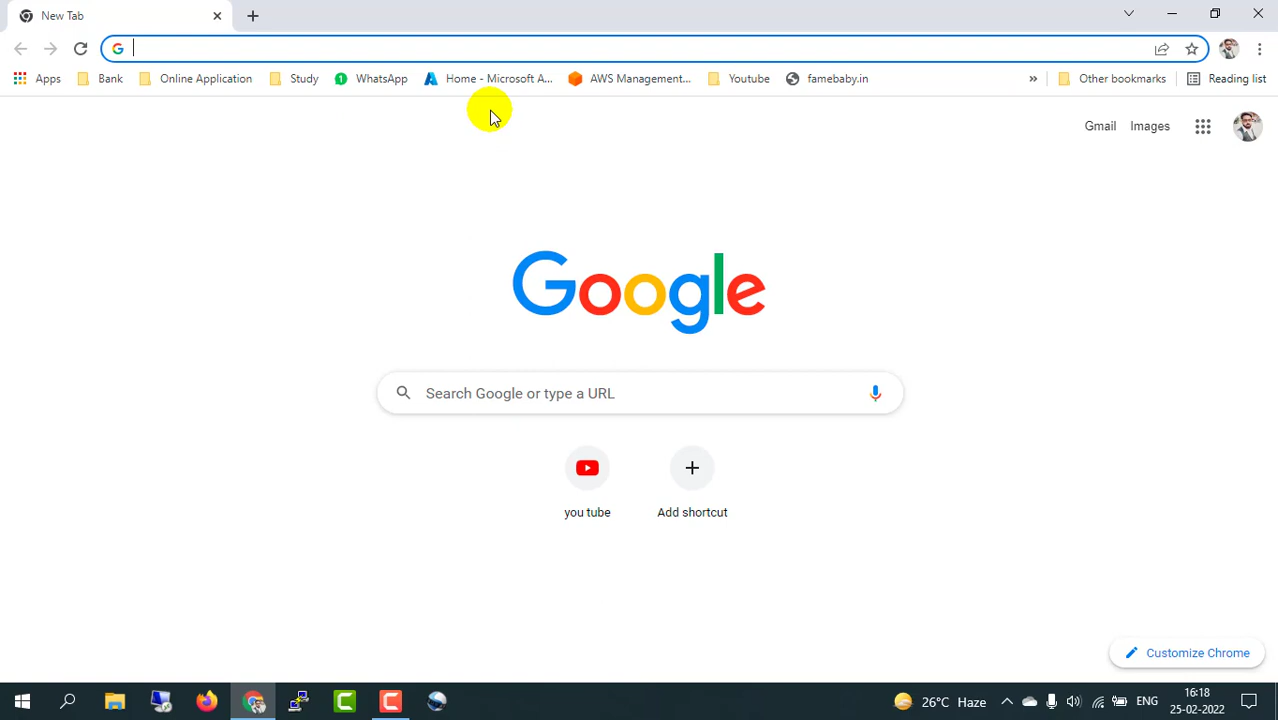 New Tab
Apps Bank Online Application Study WhatsApp Home - Microsoft A... AWS Management... Youtube famebaby.in » Other bookmarks Reading list
Gmail Images
Google
Search Google or type a URL
you tube Add shortcut
Customize Chrome
26°C Haze ENG 16:18
25-02-2022